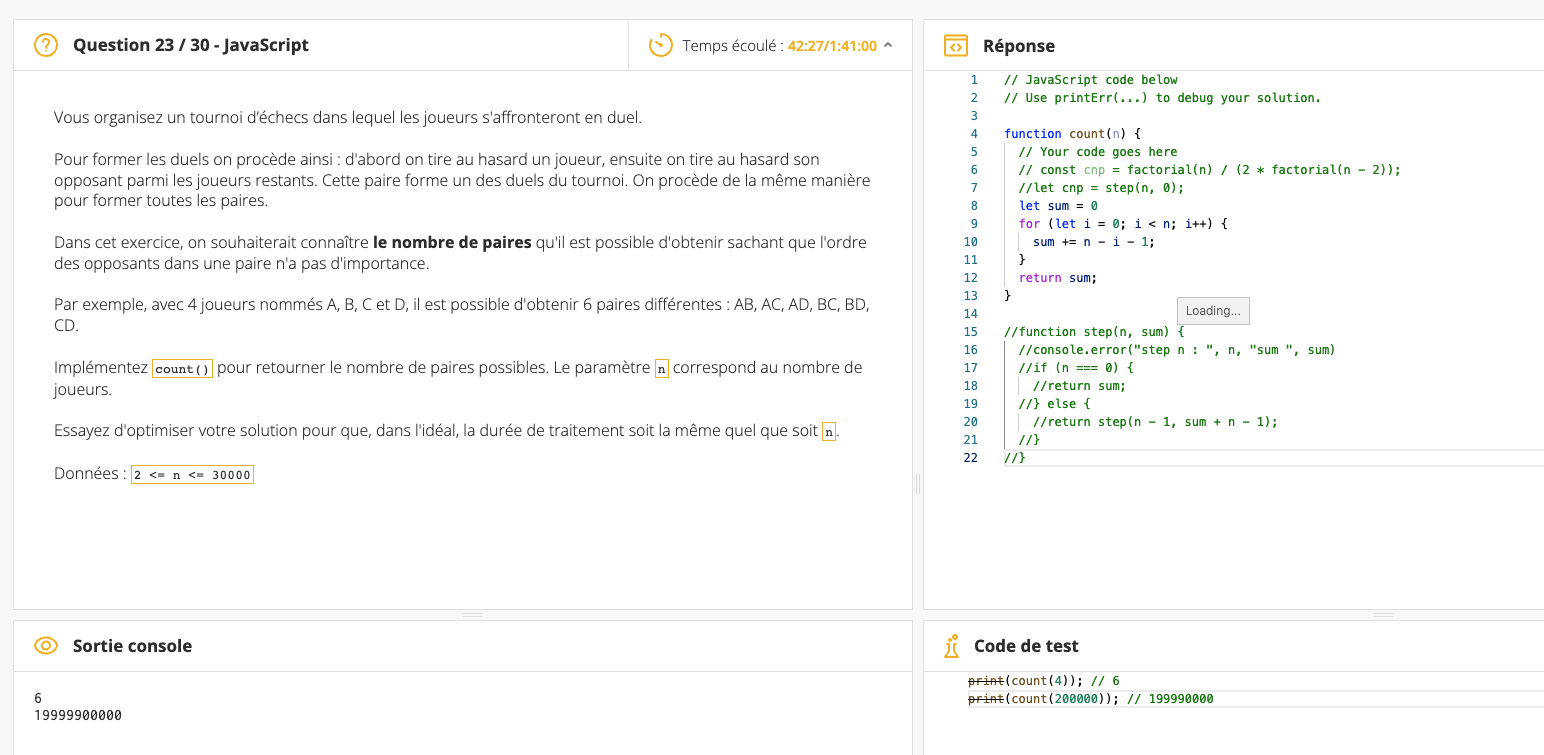 Question 23 / 30 - JavaScript
Temps écoulé : 42:27/1:41:00
Vous organisez un tournoi d'échecs dans lequel les joueurs s'affronteront en duel.
Pour former les duels on procède ainsi : d'abord on tire au hasard un joueur, ensuite on tire au hasard son
opposant parmi les joueurs restants. Cette paire forme un des duels du tournoi. On procède de la même manière
pour former toutes les paires.
Dans cet exercice, on souhaiterait connaître le nombre de paires qu'il est possible d'obtenir sachant que l'ordre
des opposants dans une paire n'a pas d'importance.
Par exemple, avec 4 joueurs nommés A, B, C et D, il est possible d'obtenir 6 paires différentes : AB, AC, AD, BC, BD,
CD.
Implémentez count() pour retourner le nombre de paires possibles. Le paramètre n correspond au nombre de
joueurs.
Essayez d'optimiser votre solution pour que, dans l'idéal, la durée de traitement soit la même quel que soit n.
Données : 2 <= n <= 30000
Réponse
1 // JavaScript code below
2 // Use printErr(...) to debug your solution.
3
4 function count(n) {
5 // Your code goes here
6 // const cnp = factorial(n) / (2 * factorial(n - 2));
7 //let cnp = step(n, 0);
8 let sum = 0
9 for (let i = 0; i < n; i++) {
10 sum += n - i - 1;
11 }
12 return sum;
13 }
14
Loading...
15 //function step(n, sum) {
16 //console.error("step n : ", n, "sum ", sum)
17 //if (n === 0) {
18 //return sum;
19 //} else {
20 //return step(n - 1, sum + n - 1);
21 //}
22 //}
Sortie console
6
19999900000
Code de test
print(count(4)); // 6
print(count(200000)); // 199990000